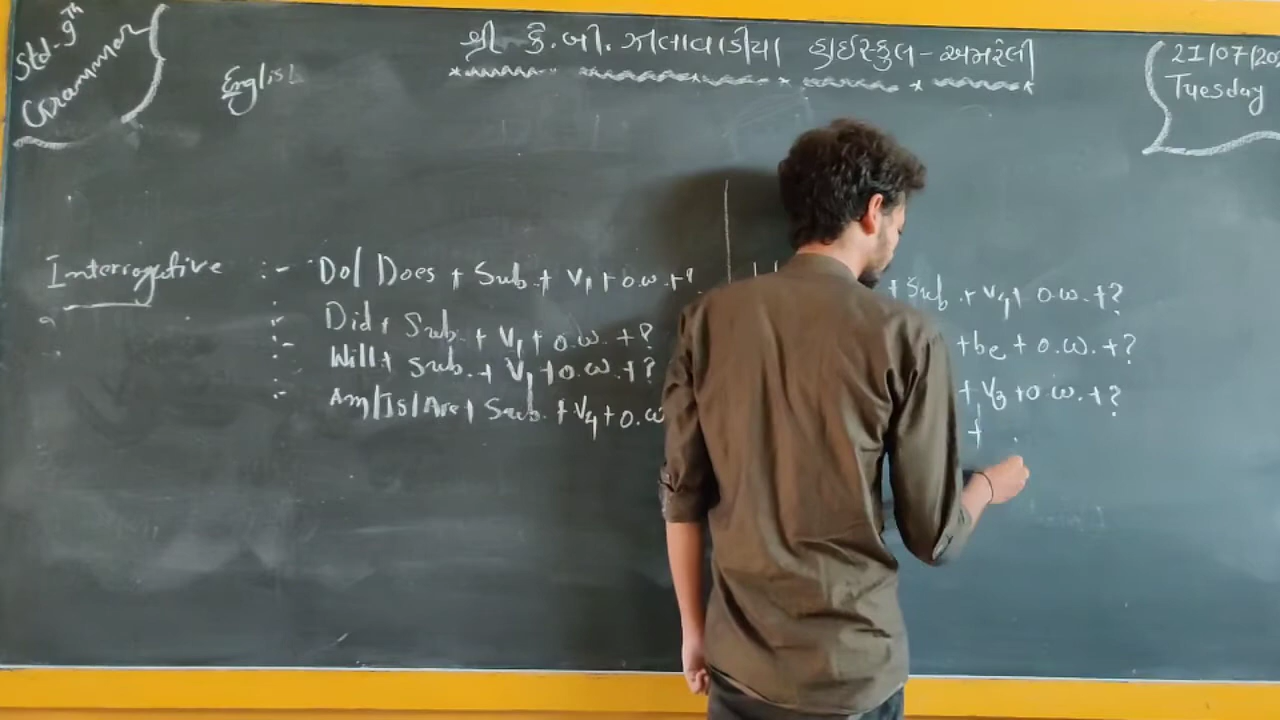 Std-9th
Grammar
English
શ્રી કે.બી. ઝાલાવાડીયા હાઈસ્કુલ - અમરેલી
21/07/20
Tuesday
Interrogative :- Do/Does + Sub. + V1 + o.w. + ?
:- Did + Sub. + V1 + o.w. + ?
:- Will + Sub. + V1 + o.w. + ?
:- Am/Is/Are + Sub. + V4 + o.w
+ Sub. + V4 + o.w. + ?
+ be + o.w. + ?
+ V3 + o.w. + ?
+